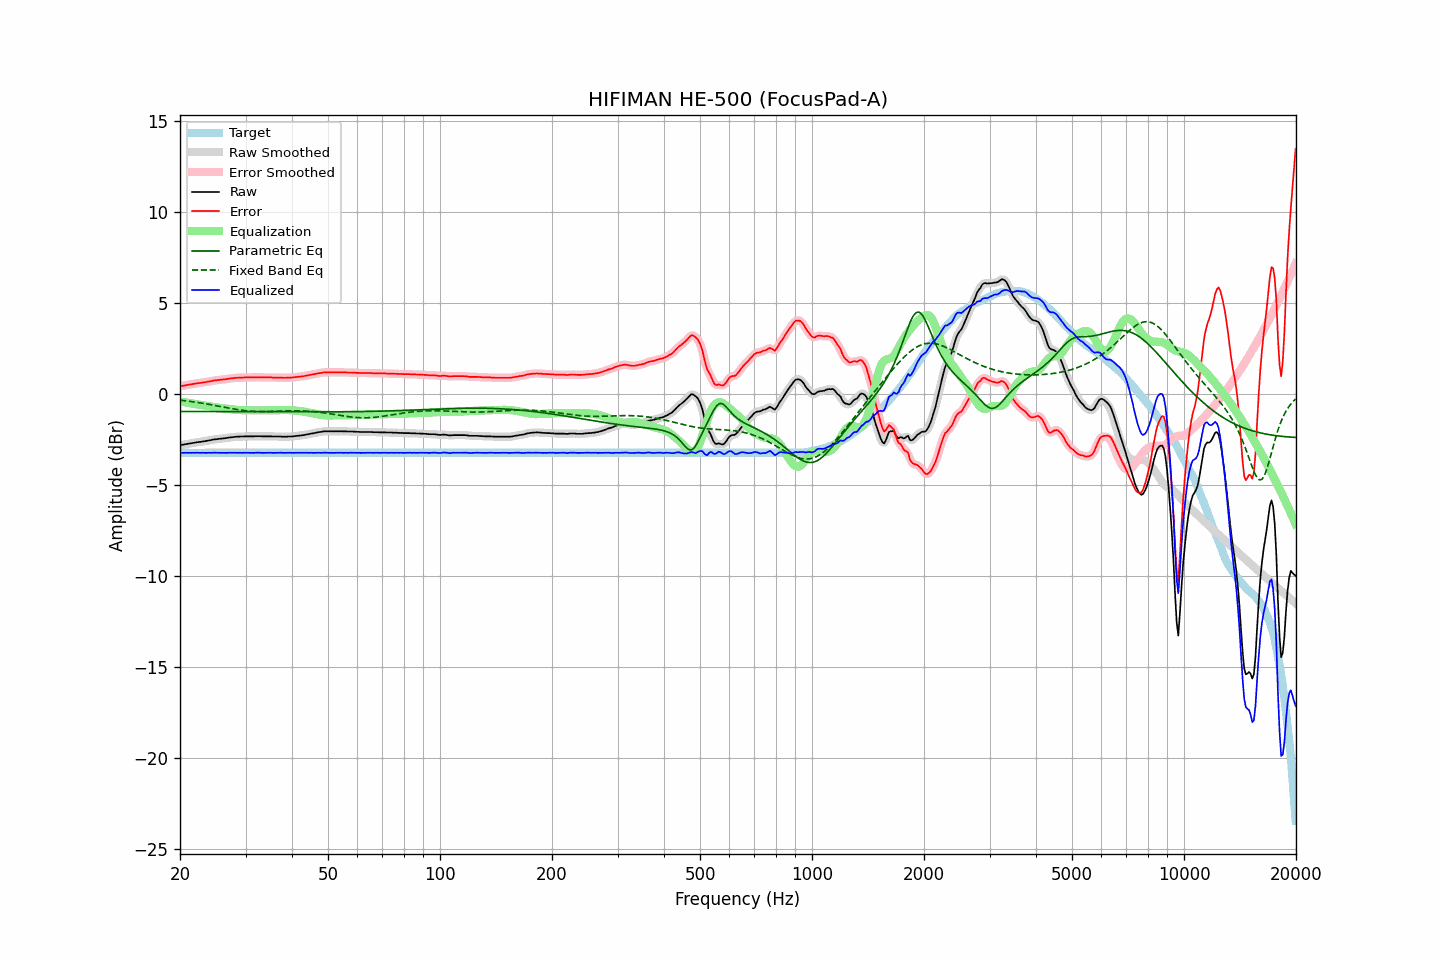 HIFIMAN HE-500 (FocusPad-A)
15
10
5
0
−5
−10
−15
−20
−25
Amplitude (dBr)
Target
Raw Smoothed
Error Smoothed
Raw
Error
Equalization
Parametric Eq
Fixed Band Eq
Equalized
20 50 100 200 500 1000 2000 5000 10000 20000
Frequency (Hz)